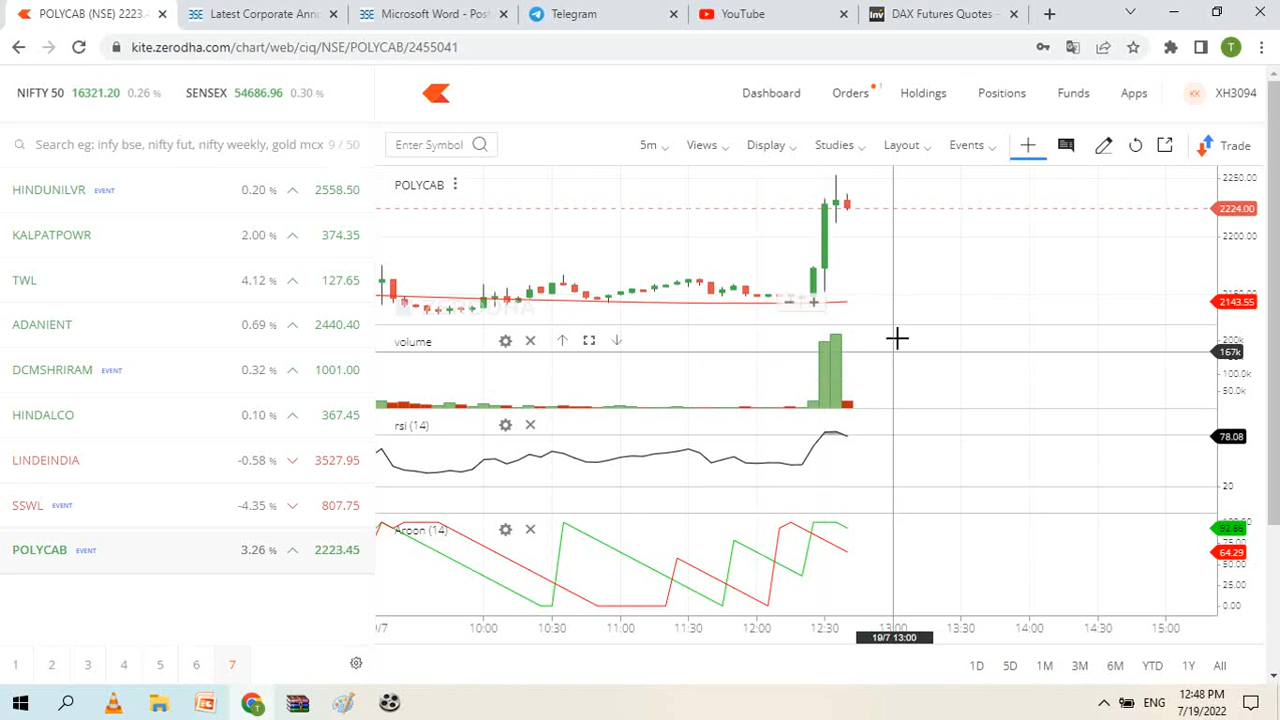 POLYCAB (NSE) 2223.4
Latest Corporate Ann
Microsoft Word - Pos
Telegram
YouTube
Inv
DAX Futures Quotes -
kite.zerodha.com/chart/web/ciq/NSE/POLYCAB/2455041
T
NIFTY 50 16321.20 0.26 % SENSEX 54686.96 0.30 %
Dashboard Orders 1 Holdings Positions Funds Apps KK XH3094
Search eg: infy bse, nifty fut, nifty weekly, gold mcx 9 / 50
Enter Symbol 5m Views Display Studies Layout Events Trade
HINDUNILVR EVENT 0.20 % 2558.50
KALPATPOWR 2.00 % 374.35
TWL 4.12 % 127.65
ADANIENT 0.69 % 2440.40
DCMSHRIRAM EVENT 0.32 % 1001.00
HINDALCO 0.10 % 367.45
LINDEINDIA -0.58 % 3527.95
SSWL EVENT -4.35 % 807.75
POLYCAB EVENT 3.26 % 2223.45
1 2 3 4 5 6 7
POLYCAB
2250.00
2224.00
2200.00
2143.55
ZERODHA
volume
200k
167k
100.0k
50.0k
rsi (14)
78.08
20
Aroon (14)
92.86
64.29
50.00
25.00
0.00
9/7 10:00 10:30 11:00 11:30 12:00 12:30 13:00 13:30 14:00 14:30 15:00
19/7 13:00
1D 5D 1M 3M 6M YTD 1Y All
ENG
12:48 PM
7/19/2022